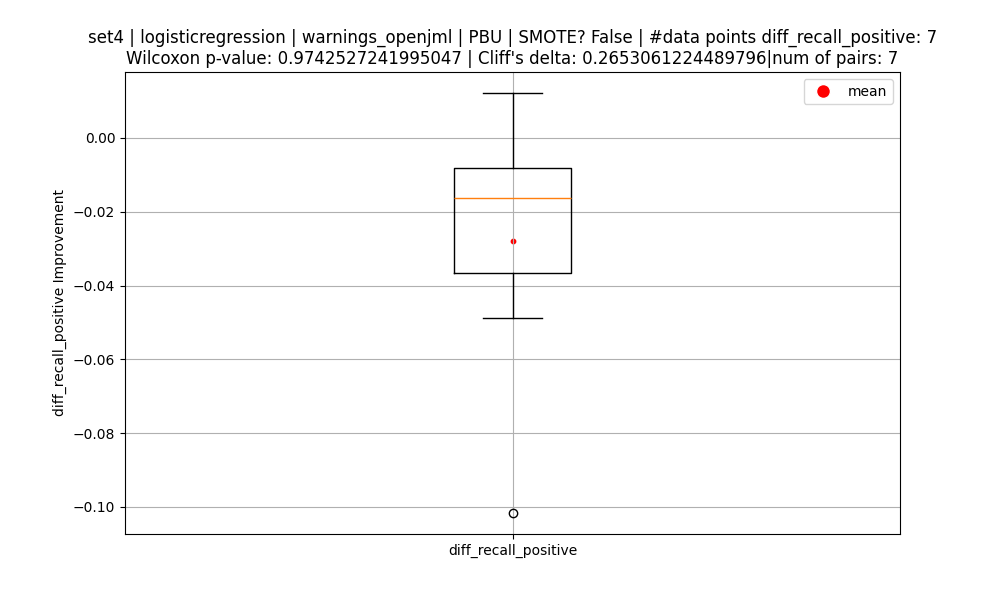 set4 | logisticregression | warnings_openjml | PBU | SMOTE? False | #data points diff_recall_positive: 7
Wilcoxon p-value: 0.9742527241995047 | Cliff's delta: 0.2653061224489796|num of pairs: 7
mean
0.00
−0.02
−0.04
−0.06
−0.08
−0.10
diff_recall_positive Improvement
diff_recall_positive